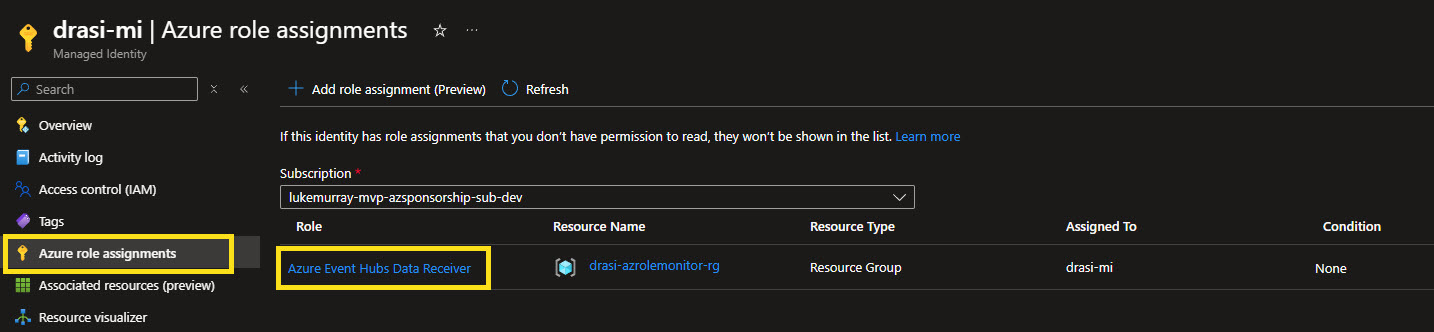 drasi-mi | Azure role assignments ☆ ...
Managed Identity
Search
Overview
Activity log
Access control (IAM)
Tags
Azure role assignments
Associated resources (preview)
Resource visualizer
Add role assignment (Preview) Refresh
If this identity has role assignments that you don't have permission to read, they won't be shown in the list. Learn more
Subscription *
lukemurray-mvp-azsponsorship-sub-dev
Role Resource Name Resource Type Assigned To Condition
Azure Event Hubs Data Receiver drasi-azrolemonitor-rg Resource Group drasi-mi None